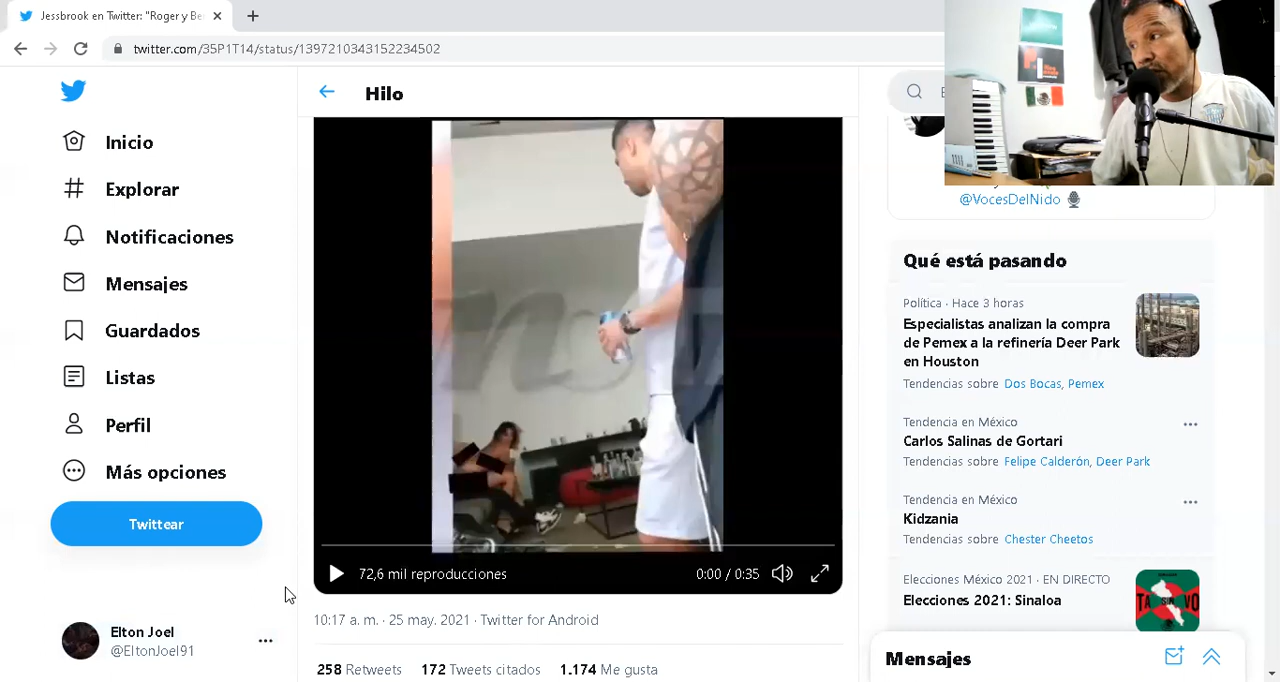 Jessbrook en Twitter: "Roger y Be
twitter.com/35P1T14/status/1397210343152234502
Inicio
Explorar
Notificaciones
Mensajes
Guardados
Listas
Perfil
Más opciones
Twittear
Elton Joel
@EltonJoel91
Hilo
72,6 mil reproducciones
0:00 / 0:35
10:17 a. m. · 25 may. 2021 · Twitter for Android
258 Retweets 172 Tweets citados 1.174 Me gusta
@VocesDelNido
Qué está pasando
Política · Hace 3 horas
Especialistas analizan la compra
de Pemex a la refinería Deer Park
en Houston
Tendencias sobre Dos Bocas, Pemex
Tendencia en México
Carlos Salinas de Gortari
Tendencias sobre Felipe Calderón, Deer Park
Tendencia en México
Kidzania
Tendencias sobre Chester Cheetos
Elecciones México 2021 · EN DIRECTO
Elecciones 2021: Sinaloa
Mensajes